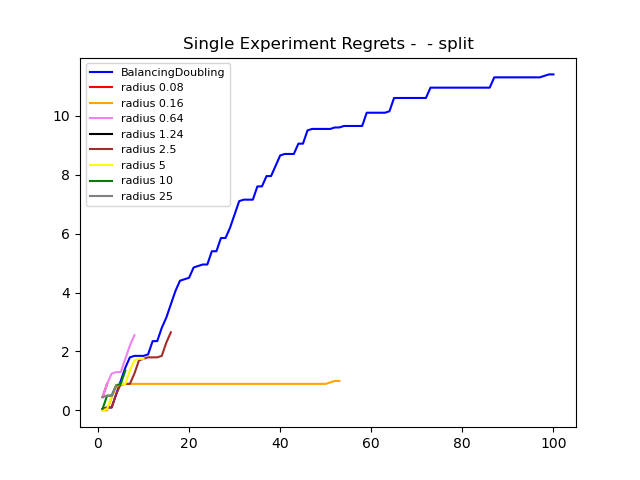 Single Experiment Regrets -  - split
BalancingDoubling
radius 0.08
radius 0.16
radius 0.64
radius 1.24
radius 2.5
radius 5
radius 10
radius 25
10
8
6
4
2
0
0 20 40 60 80 100